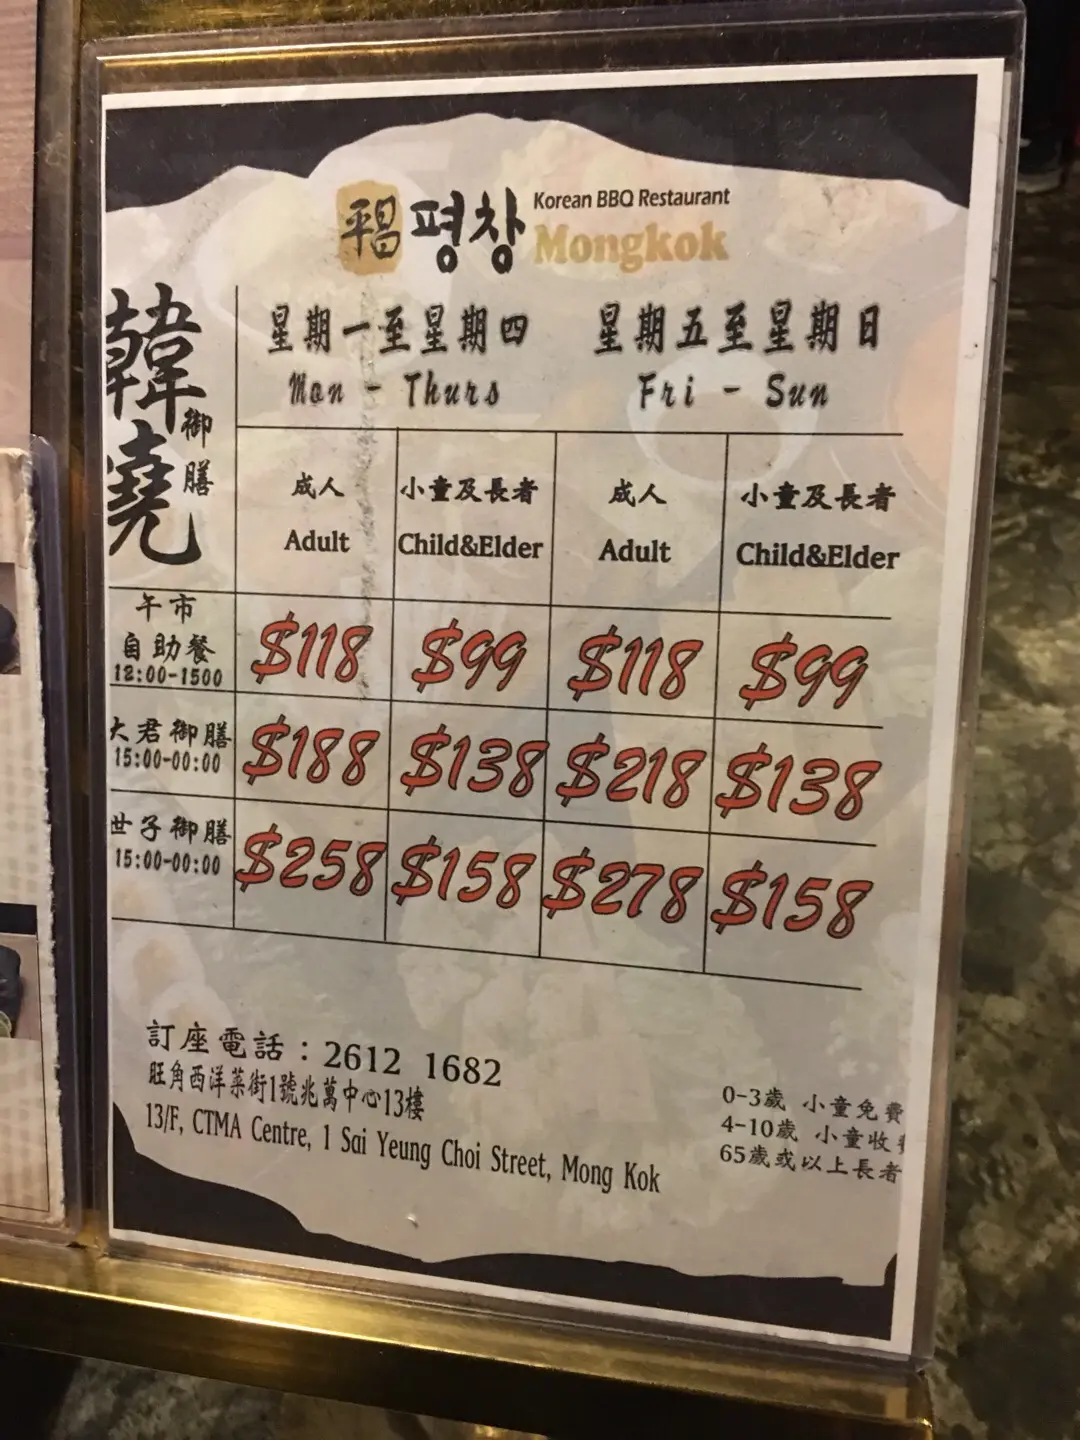 平昌 평창 Korean BBQ Restaurant
Mongkok
韓燒御膳
星期一至星期四 星期五至星期日
Mon - Thurs Fri - Sun
成人 小童及長者 成人 小童及長者
Adult Child&Elder Adult Child&Elder
午市
自助餐
12:00-1500 $118 $99 $118 $99
大君御膳
15:00-00:00 $188 $138 $218 $138
世子御膳
15:00-00:00 $258 $158 $278 $158
訂座電話：2612 1682
旺角西洋菜街1號兆萬中心13樓
13/F, CTMA Centre, 1 Sai Yeung Choi Street, Mong Kok
0-3歲 小童免費
4-10歲 小童收
65歲或以上長者